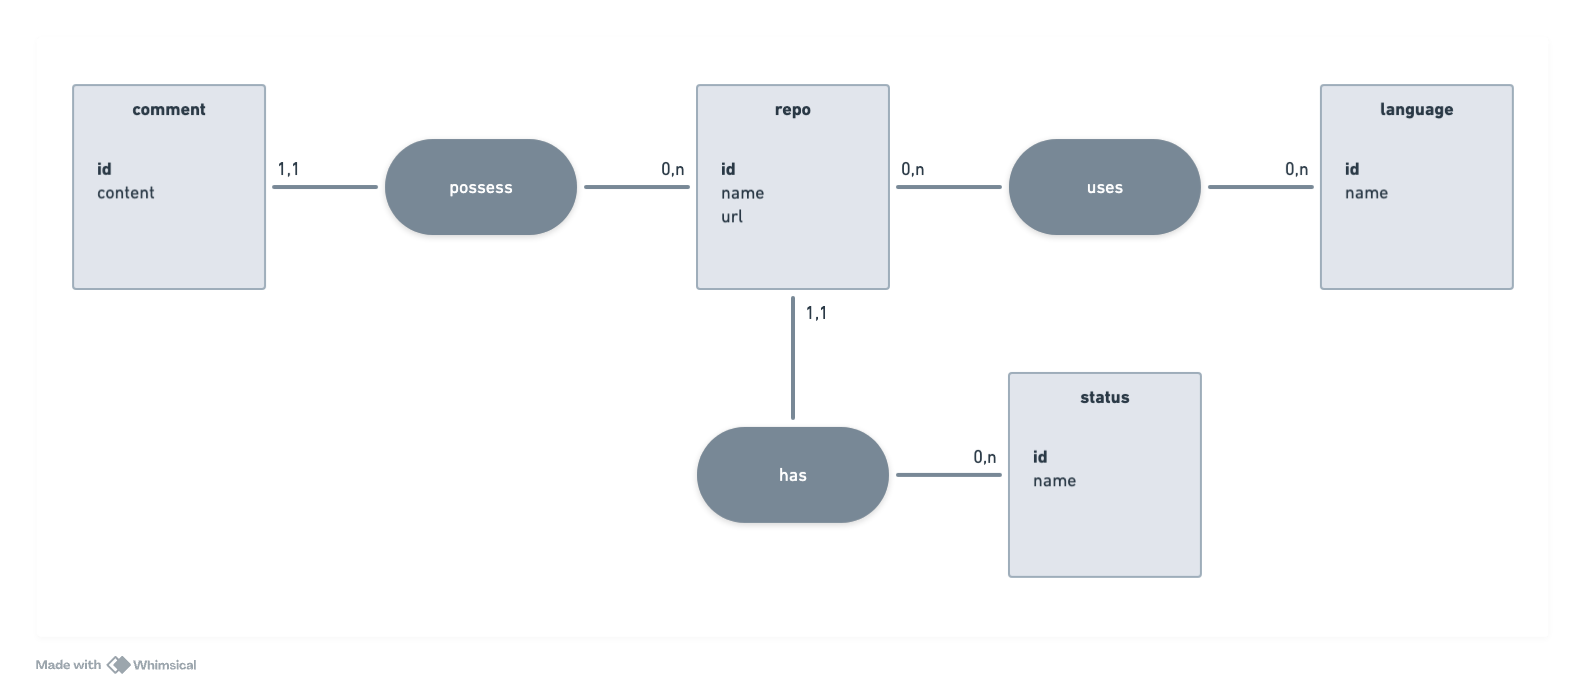 comment
id
content
1,1
possess
0,n
repo
id
name
url
0,n
uses
0,n
language
id
name
1,1
has
0,n
status
id
name
Made with Whimsical